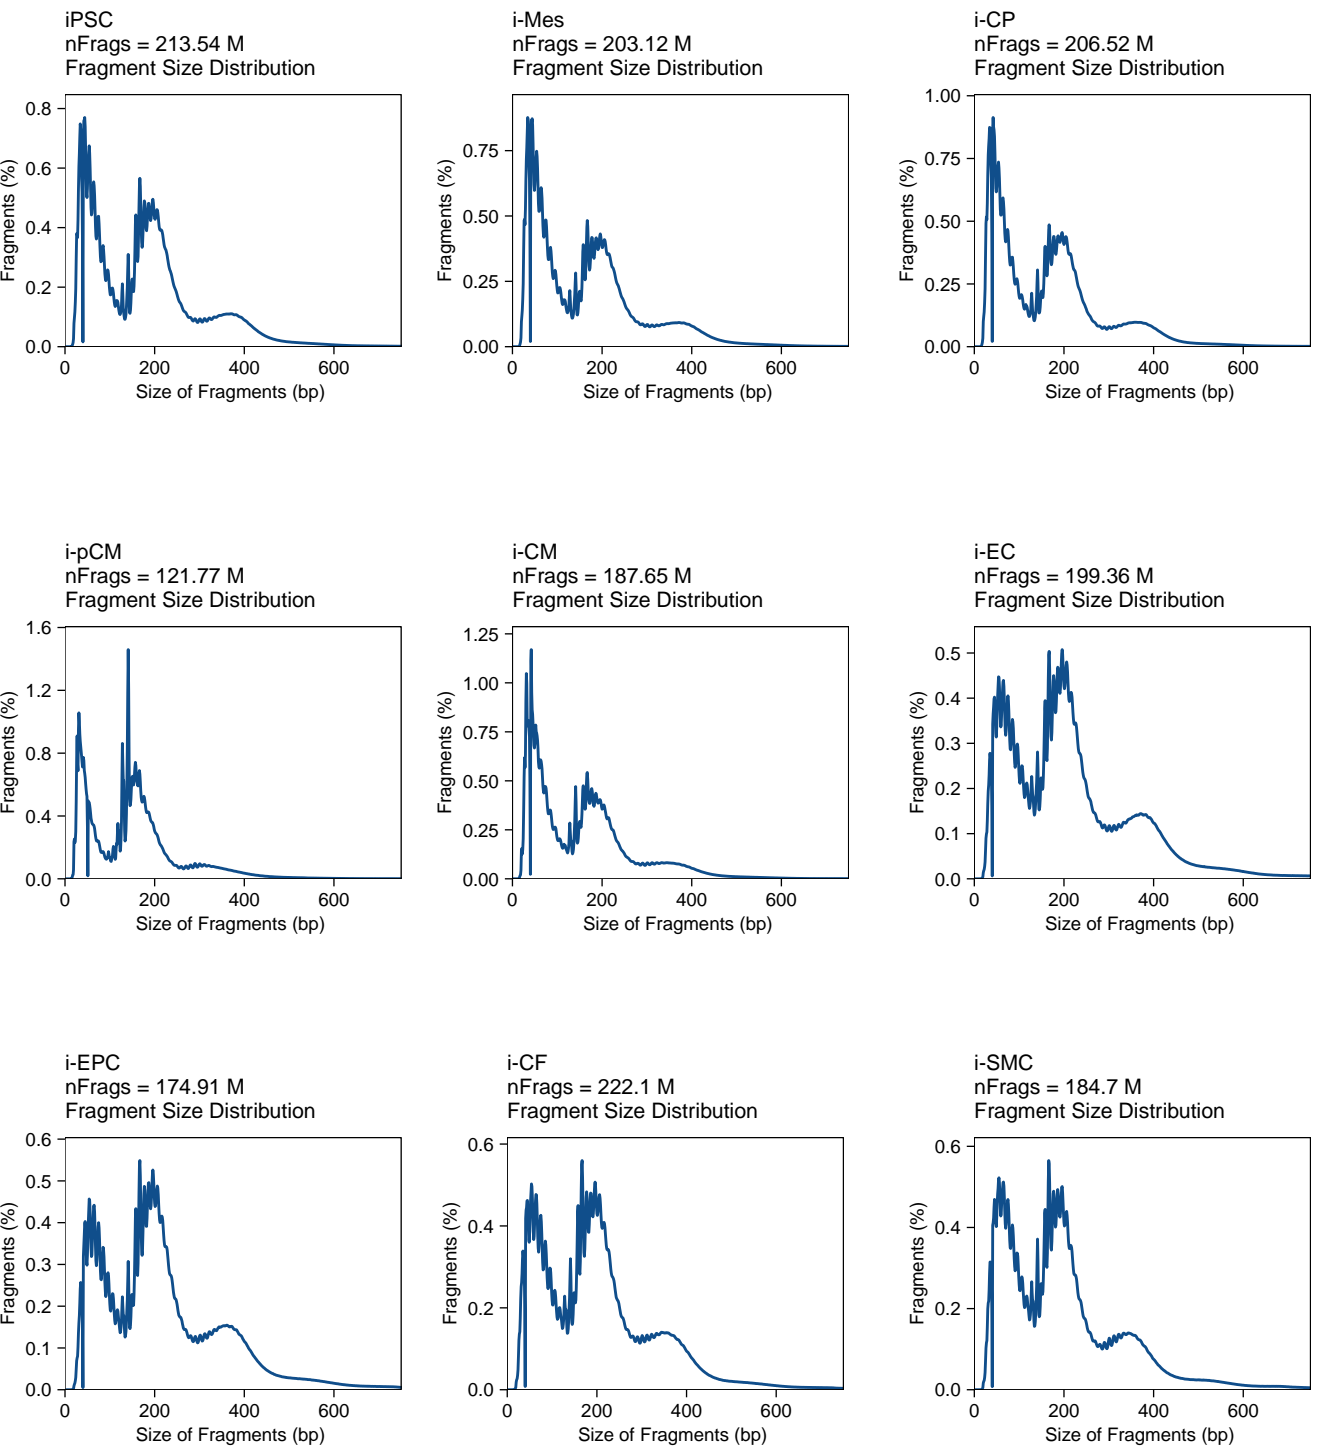 iPSC
nFrags = 213.54 M
Fragment Size Distribution
0.8
0.6
0.4
0.2
0.0
0 200 400 600
Size of Fragments (bp)
Fragments (%)
i-Mes
nFrags = 203.12 M
Fragment Size Distribution
0.75
0.50
0.25
0.00
0 200 400 600
Size of Fragments (bp)
Fragments (%)
i-CP
nFrags = 206.52 M
Fragment Size Distribution
1.00
0.75
0.50
0.25
0.00
0 200 400 600
Size of Fragments (bp)
Fragments (%)
i-pCM
nFrags = 121.77 M
Fragment Size Distribution
1.6
1.2
0.8
0.4
0.0
0 200 400 600
Size of Fragments (bp)
Fragments (%)
i-CM
nFrags = 187.65 M
Fragment Size Distribution
1.25
1.00
0.75
0.50
0.25
0.00
0 200 400 600
Size of Fragments (bp)
Fragments (%)
i-EC
nFrags = 199.36 M
Fragment Size Distribution
0.5
0.4
0.3
0.2
0.1
0.0
0 200 400 600
Size of Fragments (bp)
Fragments (%)
i-EPC
nFrags = 174.91 M
Fragment Size Distribution
0.6
0.5
0.4
0.3
0.2
0.1
0.0
0 200 400 600
Size of Fragments (bp)
Fragments (%)
i-CF
nFrags = 222.1 M
Fragment Size Distribution
0.6
0.4
0.2
0.0
0 200 400 600
Size of Fragments (bp)
Fragments (%)
i-SMC
nFrags = 184.7 M
Fragment Size Distribution
0.6
0.4
0.2
0.0
0 200 400 600
Size of Fragments (bp)
Fragments (%)